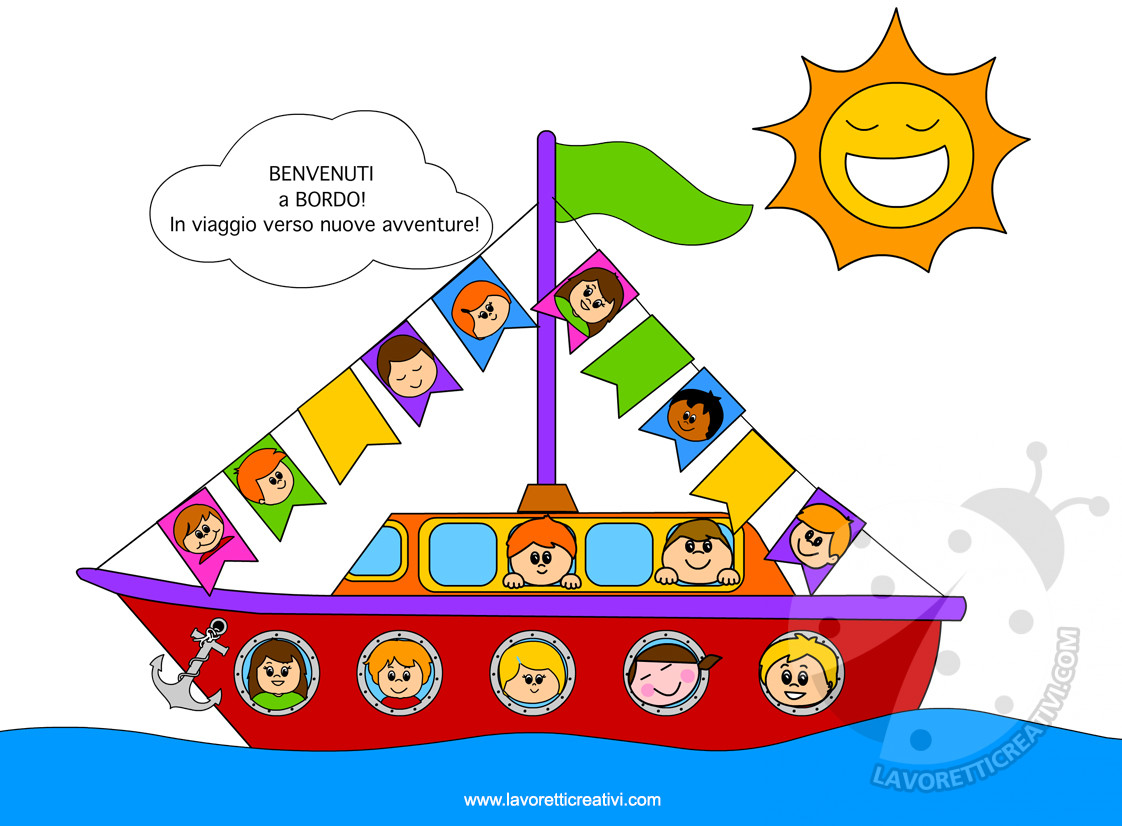 BENVENUTI
a BORDO!
In viaggio verso nuove avventure!
LAVORETTICREATIVI.COM
www.lavoretticreativi.com